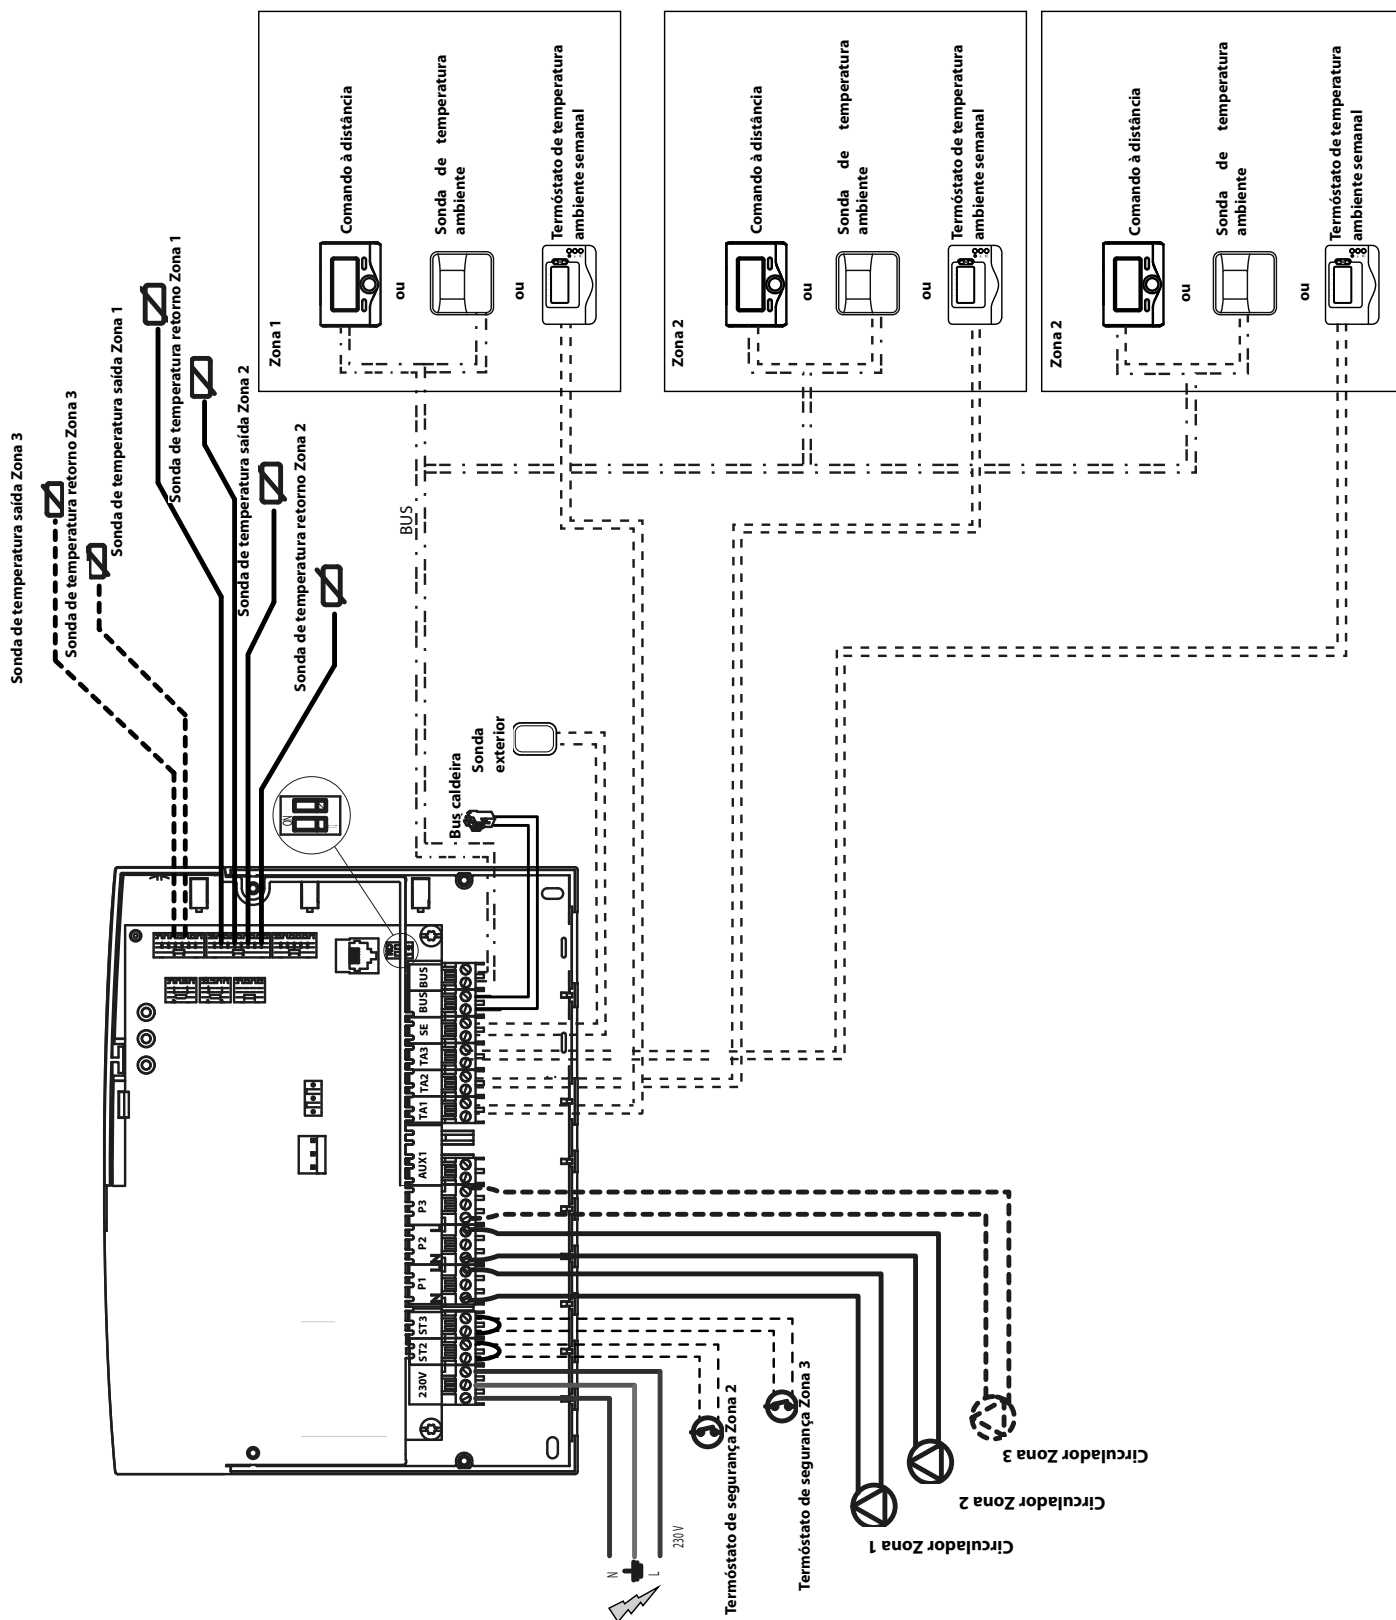 Sonda de temperatura saída Zona 3
Sonda de temperatura retorno Zona 3
Sonda de temperatura saída Zona 1
Sonda de temperatura retorno Zona 1
Sonda de temperatura saída Zona 2
Sonda de temperatura retorno Zona 2
Zona 1
Comando à distância
ou
Sonda de temperatura
ambiente
ou
Termóstato de temperatura
ambiente semanal
Zona 2
Comando à distância
ou
Sonda de temperatura
ambiente
ou
Termóstato de temperatura
ambiente semanal
Zona 2
Comando à distância
ou
Sonda de temperatura
ambiente
ou
Termóstato de temperatura
ambiente semanal
BUS
Sonda
exterior
Bus caldeira
ON
230V
ST2
ST3
P1
P2
P3
AUX1
TA1
TA2
TA3
SE
BUS
BUS
N
L
N
L
N
L
230 V
Termóstato de segurança Zona 2
Termóstato de segurança Zona 3
Circulador Zona 1
Circulador Zona 2
Circulador Zona 3